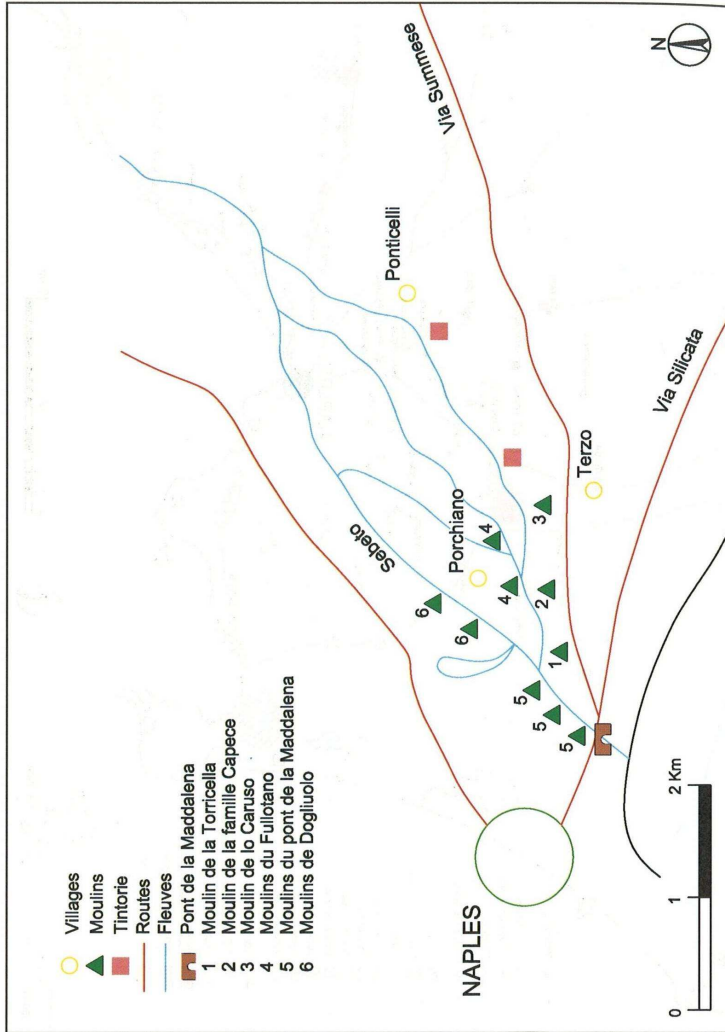 Villages
Moulins
Tintorie
Routes
Fleuves
Pont de la Maddalena
1 Moulin de la Torricella
2 Moulin de la famille Capece
3 Moulin de lo Caruso
4 Moulins du Fullotano
5 Moulins du pont de la Maddalena
6 Moulins de Dogliuolo
N
Via Summese
Ponticelli
Sebeto
Porchiano
4
3
Terzo
Via Silicata
6
4
2
6
1
5
5
5
NAPLES
0
1
2 Km